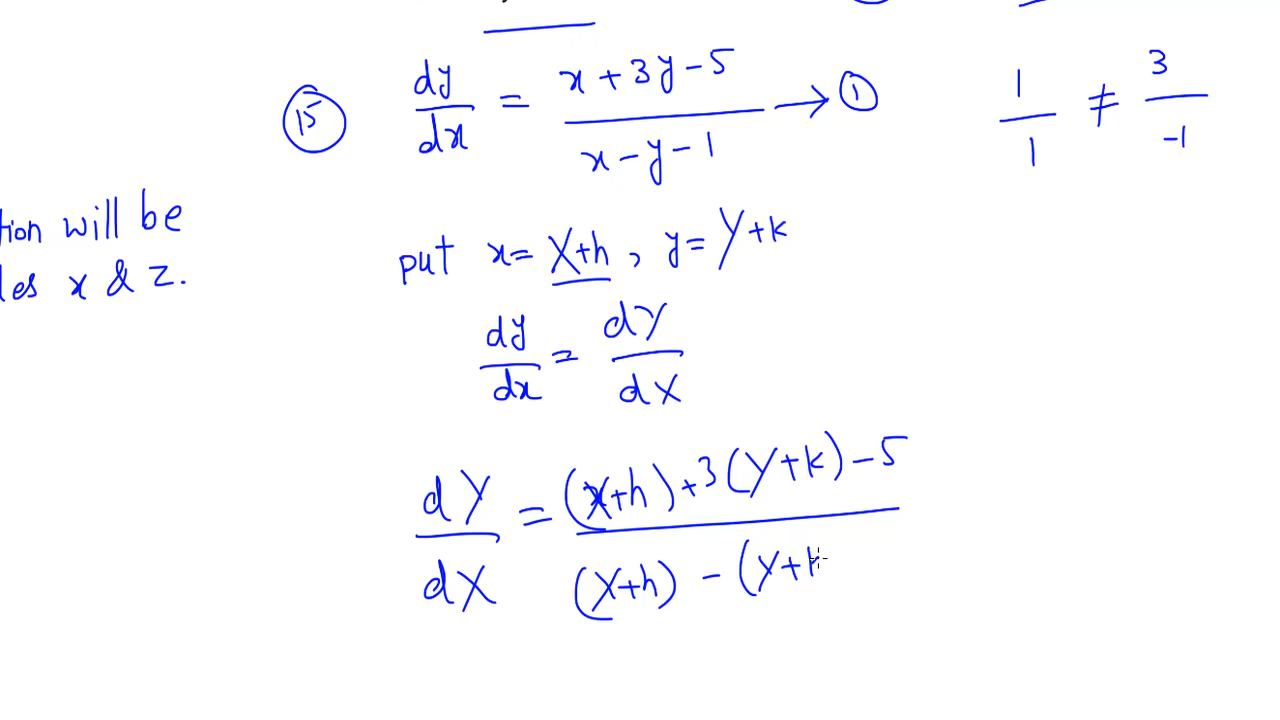 tion will be
les x & z.
(15) dy/dx = (x + 3y - 5)/(x - y - 1) → (1)
1/1 ≠ 3/-1
put x = X+h, y = Y+k
dy/dx = dY/dX
dY/dX = ((X+h) + 3(Y+k) - 5)/((X+h) - (Y+k